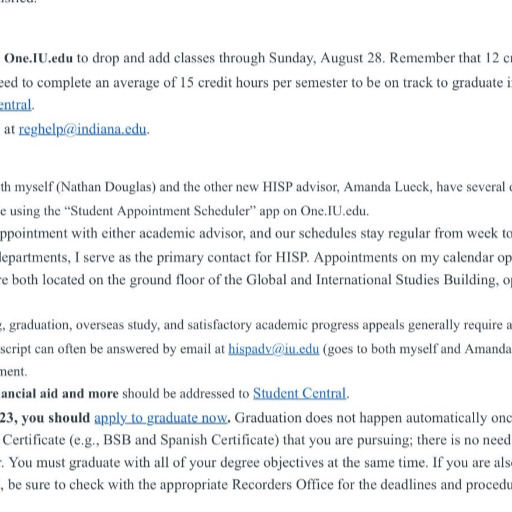 One.IU.edu to drop and add classes through Sunday, August 28. Remember that 12 c
eed to complete an average of 15 credit hours per semester to be on track to graduate i
entral.
at reghelp@indiana.edu.
th myself (Nathan Douglas) and the other new HISP advisor, Amanda Lueck, have several
e using the “Student Appointment Scheduler” app on One.IU.edu.
ppointment with either academic advisor, and our schedules stay regular from week to
departments, I serve as the primary contact for HISP. Appointments on my calendar op
e both located on the ground floor of the Global and International Studies Building, o
, graduation, overseas study, and satisfactory academic progress appeals generally require a
script can often be answered by email at hispadv@iu.edu (goes to both myself and Amanda
ment.
ancial aid and more should be addressed to Student Central.
23, you should apply to graduate now. Graduation does not happen automatically onc
Certificate (e.g., BSB and Spanish Certificate) that you are pursuing; there is no need
. You must graduate with all of your degree objectives at the same time. If you are als
, be sure to check with the appropriate Recorders Office for the deadlines and procedu